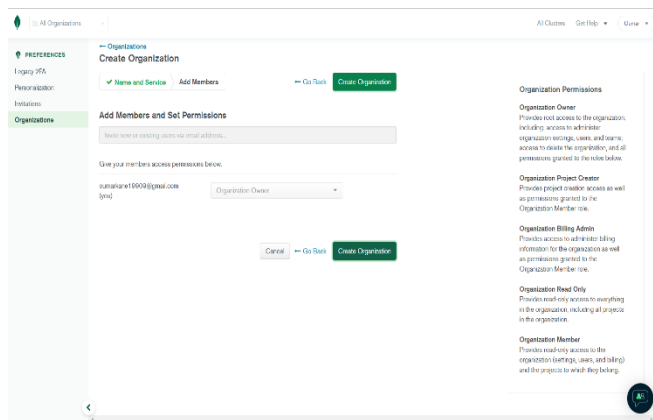 All Organizations
All Clusters
Get Help
PREFERENCES
Legacy 2FA
Personalization
Invitations
Organizations
← Organizations
Create Organization
✔ Name and Service
Add Members
← Go Back
Create Organization
Add Members and Set Permissions
Invite new or existing users via email address...
Give your members access permissions below.
(you)
Organization Owner
Cancel
← Go Back
Create Organization
Organization Permissions
Organization Owner
Provides root access to the organization,
including: access to administer
organization settings, users, and teams;
access to delete the organization, and all
permissions granted to the roles below.
Organization Project Creator
Provides project creation access as well
as permissions granted to the
Organization Member role.
Organization Billing Admin
Provides access to administer billing
information for the organization as well
as permissions granted to the
Organization Member role.
Organization Read Only
Provides read-only access to everything
in the organization, including all projects
in the organization.
Organization Member
Provides read-only access to the
organization (settings, users, and billing)
and the projects to which they belong.